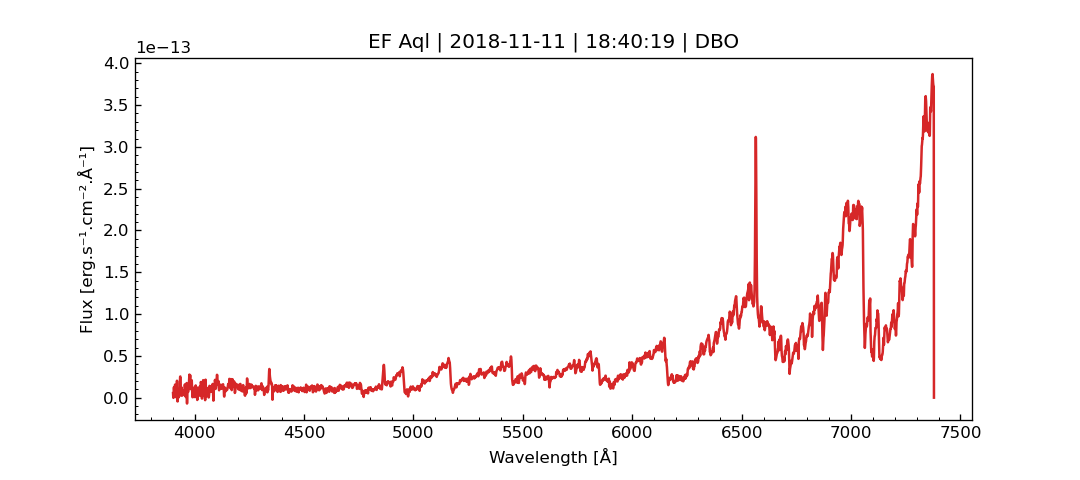 EF Aql | 2018-11-11 | 18:40:19 | DBO
1e−13
4.0
3.5
3.0
2.5
2.0
1.5
1.0
0.5
0.0
Flux [erg.s⁻¹.cm⁻².Å⁻¹]
4000 4500 5000 5500 6000 6500 7000 7500
Wavelength [Å]